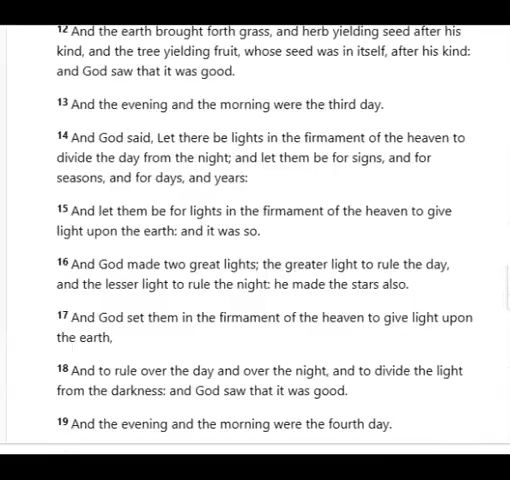 12 And the earth brought forth grass, and herb yielding seed after his
kind, and the tree yielding fruit, whose seed was in itself, after his kind:
and God saw that it was good.
13 And the evening and the morning were the third day.
14 And God said, Let there be lights in the firmament of the heaven to
divide the day from the night; and let them be for signs, and for
seasons, and for days, and years:
15 And let them be for lights in the firmament of the heaven to give
light upon the earth: and it was so.
16 And God made two great lights; the greater light to rule the day,
and the lesser light to rule the night: he made the stars also.
17 And God set them in the firmament of the heaven to give light upon
the earth,
18 And to rule over the day and over the night, and to divide the light
from the darkness: and God saw that it was good.
19 And the evening and the morning were the fourth day.